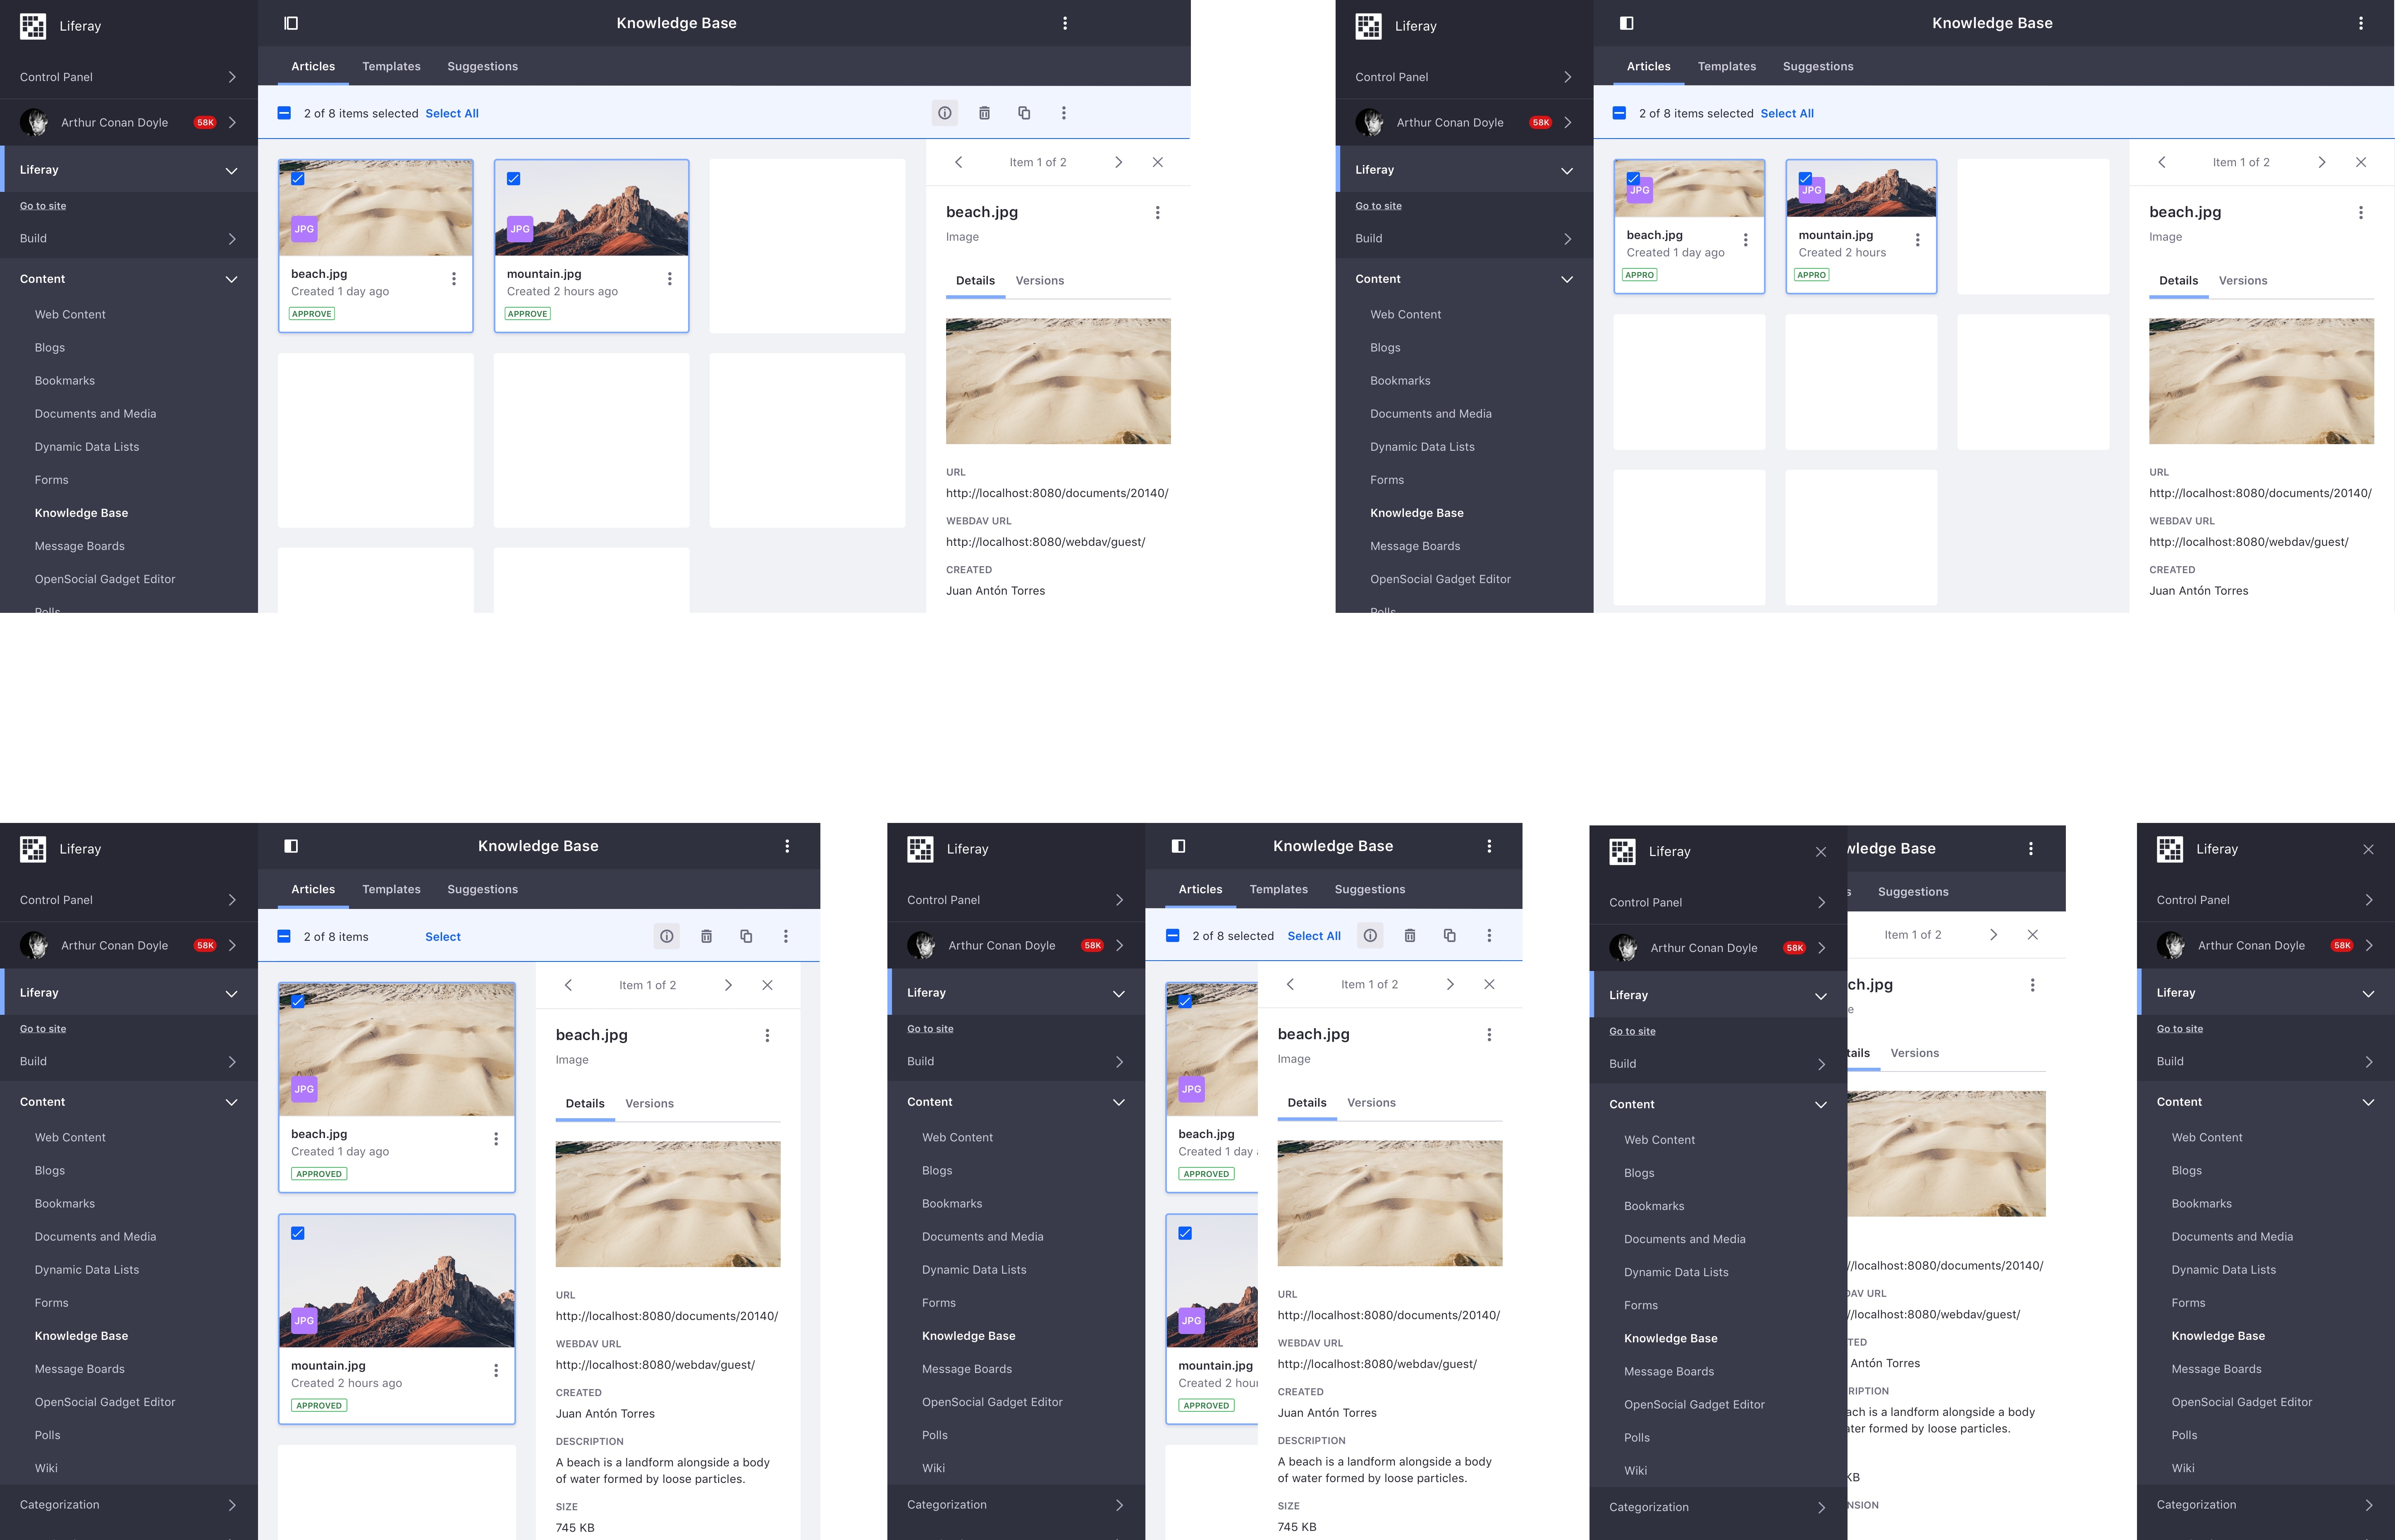 Liferay
Control Panel
Arthur Conan Doyle 58K
Liferay
Go to site
Build
Content
Web Content
Blogs
Bookmarks
Documents and Media
Dynamic Data Lists
Forms
Knowledge Base
Message Boards
OpenSocial Gadget Editor
Polls
Knowledge Base
Articles Templates Suggestions
2 of 8 items selected Select All
JPG
beach.jpg
Created 1 day ago
APPROVE
JPG
mountain.jpg
Created 2 hours ago
APPROVE
Item 1 of 2
beach.jpg
Image
Details Versions
URL
http://localhost:8080/documents/20140/
WEBDAV URL
http://localhost:8080/webdav/guest/
CREATED
Juan Antón Torres
Liferay
Control Panel
Arthur Conan Doyle 58K
Liferay
Go to site
Build
Content
Web Content
Blogs
Bookmarks
Documents and Media
Dynamic Data Lists
Forms
Knowledge Base
Message Boards
OpenSocial Gadget Editor
Polls
Knowledge Base
Articles Templates Suggestions
2 of 8 items selected Select All
JPG
beach.jpg
Created 1 day ago
APPRO
JPG
mountain.jpg
Created 2 hours
APPRO
Item 1 of 2
beach.jpg
Image
Details Versions
URL
http://localhost:8080/documents/20140/
WEBDAV URL
http://localhost:8080/webdav/guest/
CREATED
Juan Antón Torres
Liferay
Control Panel
Arthur Conan Doyle 58K
Liferay
Go to site
Build
Content
Web Content
Blogs
Bookmarks
Documents and Media
Dynamic Data Lists
Forms
Knowledge Base
Message Boards
OpenSocial Gadget Editor
Polls
Wiki
Categorization
Knowledge Base
Articles Templates Suggestions
2 of 8 items Select
JPG
beach.jpg
Created 1 day ago
APPROVED
JPG
mountain.jpg
Created 2 hours ago
APPROVED
Item 1 of 2
beach.jpg
Image
Details Versions
URL
http://localhost:8080/documents/20140/
WEBDAV URL
http://localhost:8080/webdav/guest/
CREATED
Juan Antón Torres
DESCRIPTION
A beach is a landform alongside a body
of water formed by loose particles.
SIZE
745 KB
Liferay
Control Panel
Arthur Conan Doyle 58K
Liferay
Go to site
Build
Content
Web Content
Blogs
Bookmarks
Documents and Media
Dynamic Data Lists
Forms
Knowledge Base
Message Boards
OpenSocial Gadget Editor
Polls
Wiki
Categorization
Knowledge Base
Articles Templates Suggestions
2 of 8 selected Select All
JPG
beach.jpg
Created 1 day
APPROVED
JPG
mountain.jpg
Created 2 hour
APPROVED
Item 1 of 2
beach.jpg
Image
Details Versions
URL
http://localhost:8080/documents/20140/
WEBDAV URL
http://localhost:8080/webdav/guest/
CREATED
Juan Antón Torres
DESCRIPTION
A beach is a landform alongside a body
of water formed by loose particles.
SIZE
745 KB
Liferay
Control Panel
Arthur Conan Doyle 58K
Liferay
Go to site
Build
Content
Web Content
Blogs
Bookmarks
Documents and Media
Dynamic Data Lists
Forms
Knowledge Base
Message Boards
OpenSocial Gadget Editor
Polls
Wiki
Categorization
wledge Base
s Suggestions
Item 1 of 2
ch.jpg
e
tails Versions
//localhost:8080/documents/20140/
DAV URL
//localhost:8080/webdav/guest/
TED
Antón Torres
RIPTION
ach is a landform alongside a body
ater formed by loose particles.
KB
NSION
Liferay
Control Panel
Arthur Conan Doyle 58K
Liferay
Go to site
Build
Content
Web Content
Blogs
Bookmarks
Documents and Media
Dynamic Data Lists
Forms
Knowledge Base
Message Boards
OpenSocial Gadget Editor
Polls
Wiki
Categorization